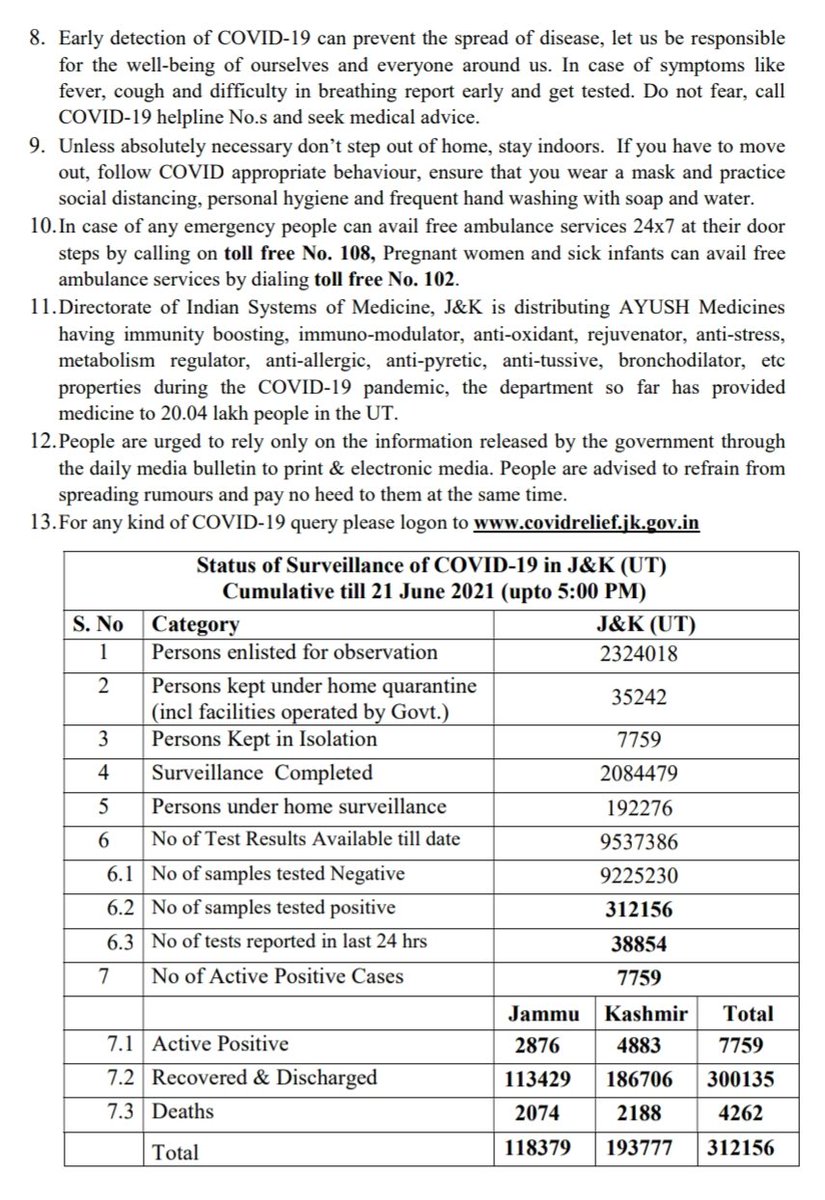 8. Early detection of COVID-19 can prevent the spread of disease, let us be responsible
for the well-being of ourselves and everyone around us. In case of symptoms like
fever, cough and difficulty in breathing report early and get tested. Do not fear, call
COVID-19 helpline No.s and seek medical advice.
9. Unless absolutely necessary don’t step out of home, stay indoors. If you have to move
out, follow COVID appropriate behaviour, ensure that you wear a mask and practice
social distancing, personal hygiene and frequent hand washing with soap and water.
10.In case of any emergency people can avail free ambulance services 24x7 at their door
steps by calling on toll free No. 108, Pregnant women and sick infants can avail free
ambulance services by dialing toll free No. 102.
11.Directorate of Indian Systems of Medicine, J&K is distributing AYUSH Medicines
having immunity boosting, immuno-modulator, anti-oxidant, rejuvenator, anti-stress,
metabolism regulator, anti-allergic, anti-pyretic, anti-tussive, bronchodilator, etc
properties during the COVID-19 pandemic, the department so far has provided
medicine to 20.04 lakh people in the UT.
12.People are urged to rely only on the information released by the government through
the daily media bulletin to print & electronic media. People are advised to refrain from
spreading rumours and pay no heed to them at the same time.
13.For any kind of COVID-19 query please logon to www.covidrelief.jk.gov.in
Status of Surveillance of COVID-19 in J&K (UT)
Cumulative till 21 June 2021 (upto 5:00 PM)
S. No Category J&K (UT)
1 Persons enlisted for observation 2324018
2 Persons kept under home quarantine
(incl facilities operated by Govt.) 35242
3 Persons Kept in Isolation 7759
4 Surveillance Completed 2084479
5 Persons under home surveillance 192276
6 No of Test Results Available till date 9537386
6.1 No of samples tested Negative 9225230
6.2 No of samples tested positive 312156
6.3 No of tests reported in last 24 hrs 38854
7 No of Active Positive Cases 7759
Jammu Kashmir Total
7.1 Active Positive 2876 4883 7759
7.2 Recovered & Discharged 113429 186706 300135
7.3 Deaths 2074 2188 4262
Total 118379 193777 312156